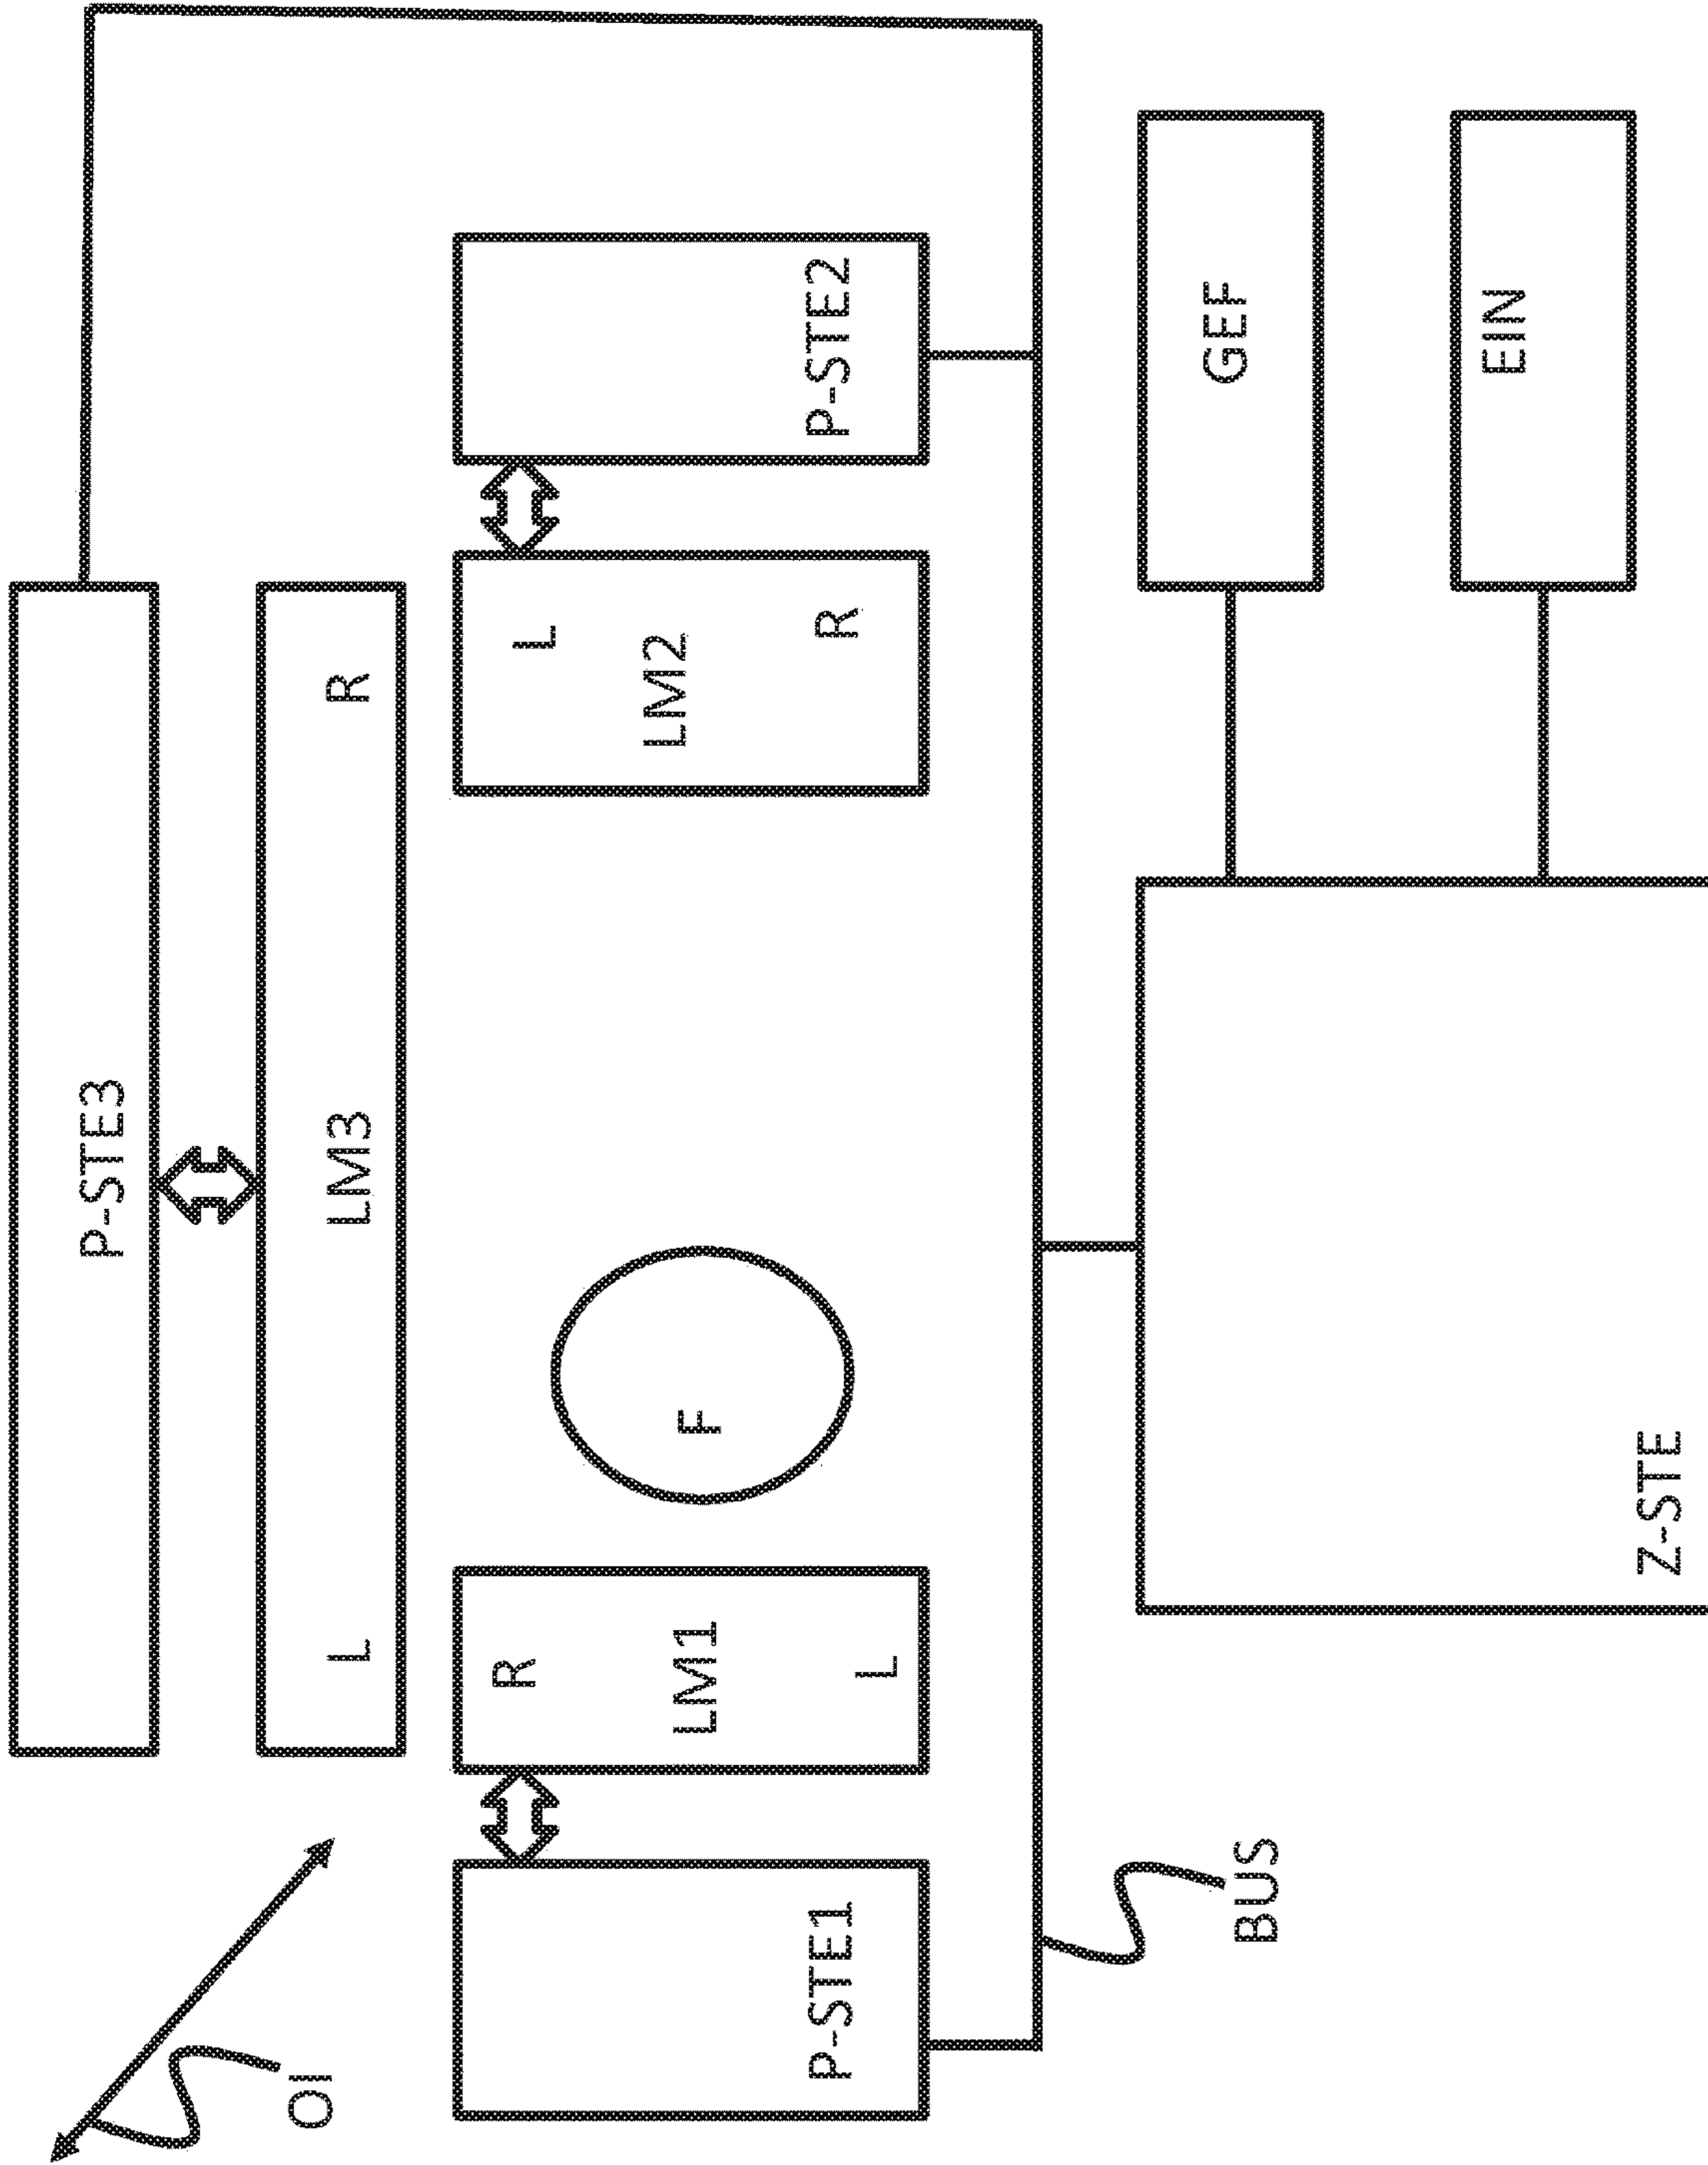 P-STE3
OI
L
LM3
R
R
L
LM1
F
LM2
P-STE1
L
R
P-STE2
BUS
GEF
EIN
Z-STE